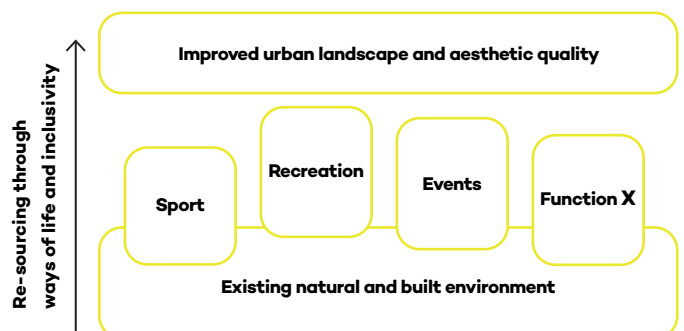 Improved urban landscape and aesthetic quality
Re-sourcing through
ways of life and inclusivity
Sport
Recreation
Events
Function X
Existing natural and built environment